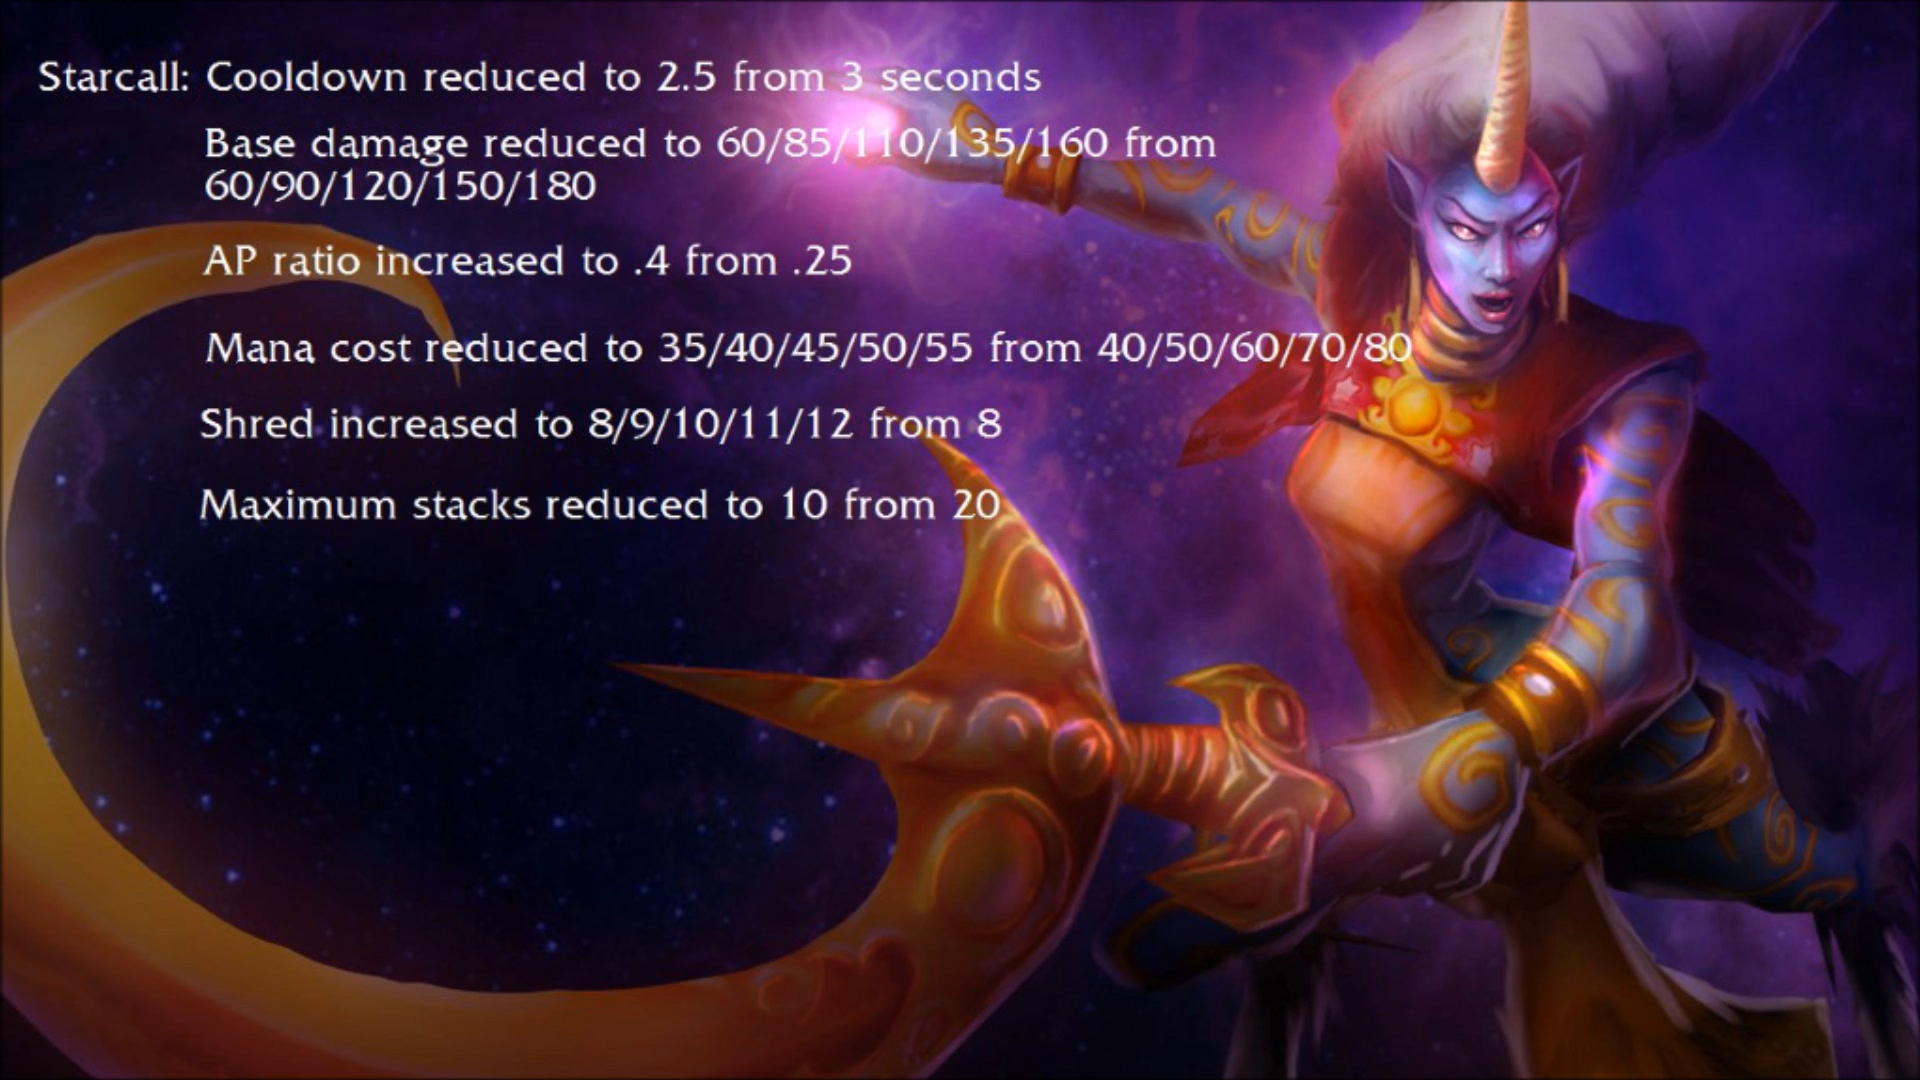 Starcall: Cooldown reduced to 2.5 from 3 seconds
Base damage reduced to 60/85/110/135/160 from
60/90/120/150/180
AP ratio increased to .4 from .25
Mana cost reduced to 35/40/45/50/55 from 40/50/60/70/80
Shred increased to 8/9/10/11/12 from 8
Maximum stacks reduced to 10 from 20